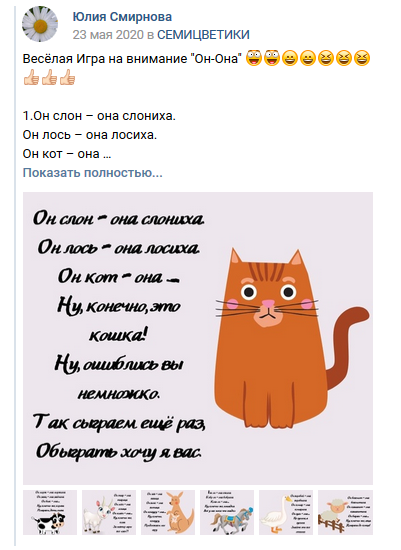 Юлия Смирнова
23 мая 2020 в СЕМИЦВЕТИКИ
Весёлая Игра на внимание "Он-Она"
1.Он слон – она слониха.
Он лось – она лосиха.
Он кот – она ...
Показать полностью...
Он слон - она слониха.
Он лось - она лосиха.
Он кот - она ...
Ну, конечно,это
кошка!
Ну, ошиблись вы
немножко.
Так сыграем ещё раз,
Обыграть хочу я вас.